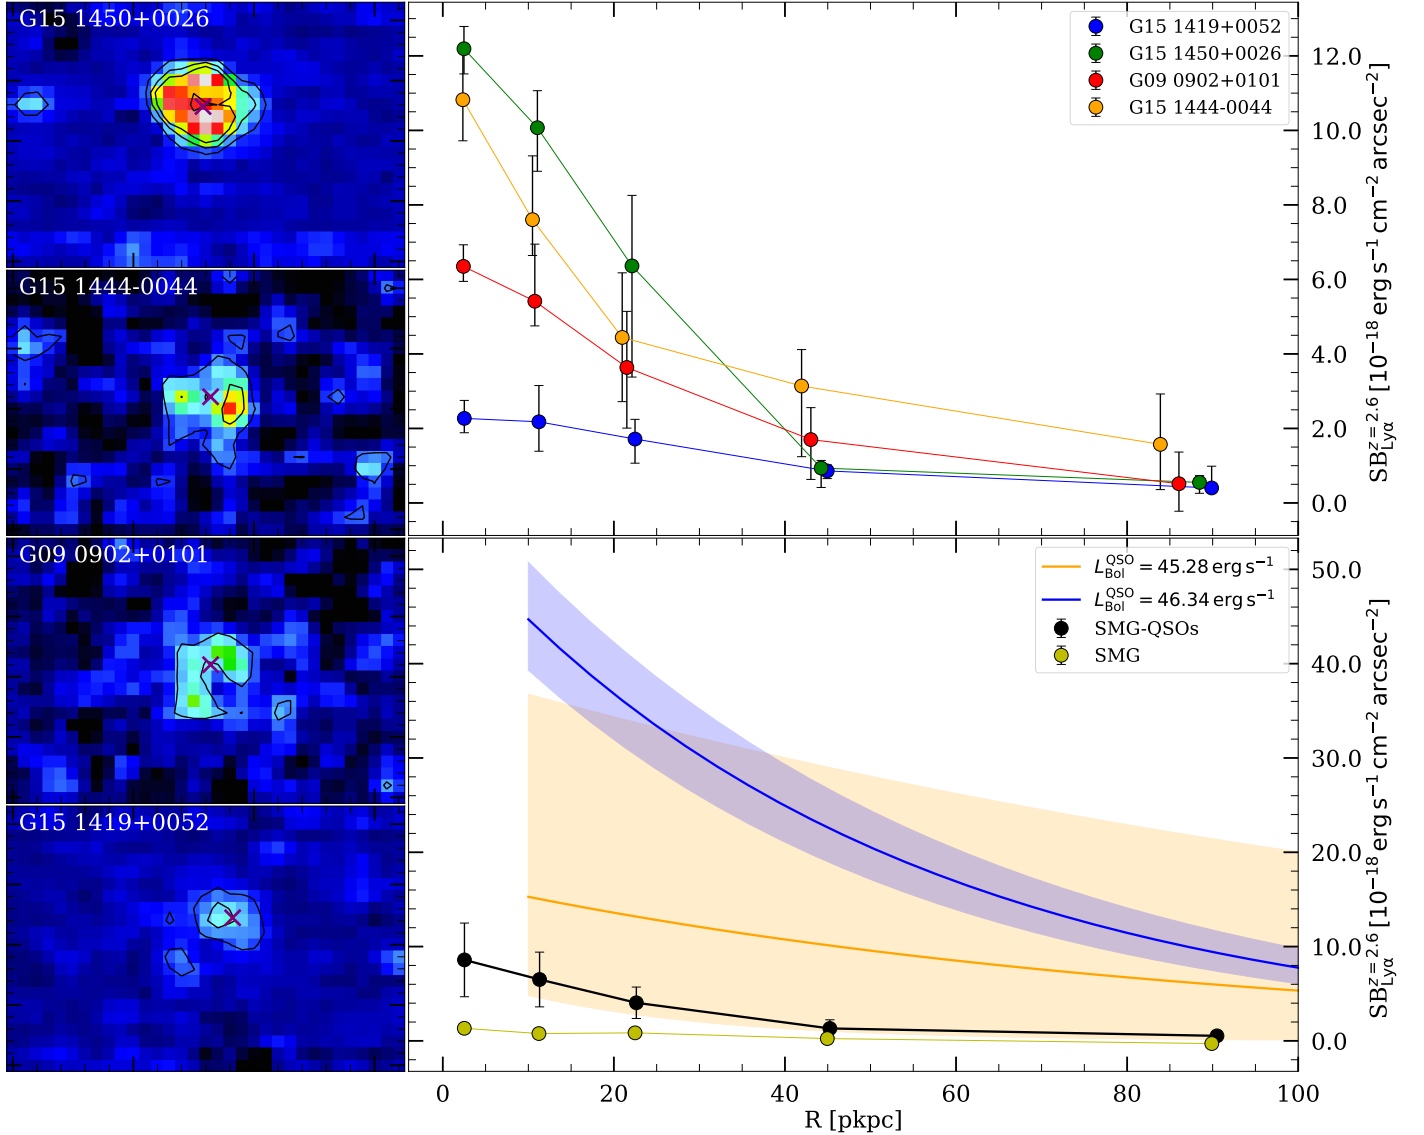 G15 1450+0026
G15 1444-0044
G09 0902+0101
G15 1419+0052
G15 1419+0052
G15 1450+0026
G09 0902+0101
G15 1444-0044
12.0
10.0
8.0
6.0
4.0
2.0
0.0
SB_{Lyα}^{z=2.6} [10^{−18} erg s^{−1} cm^{−2} arcsec^{−2}]
L_{Bol}^{QSO} = 45.28 erg s^{−1}
L_{Bol}^{QSO} = 46.34 erg s^{−1}
SMG-QSOs
SMG
50.0
40.0
30.0
20.0
10.0
0.0
SB_{Lyα}^{z=2.6} [10^{−18} erg s^{−1} cm^{−2} arcsec^{−2}]
0 20 40 60 80 100
R [pkpc]